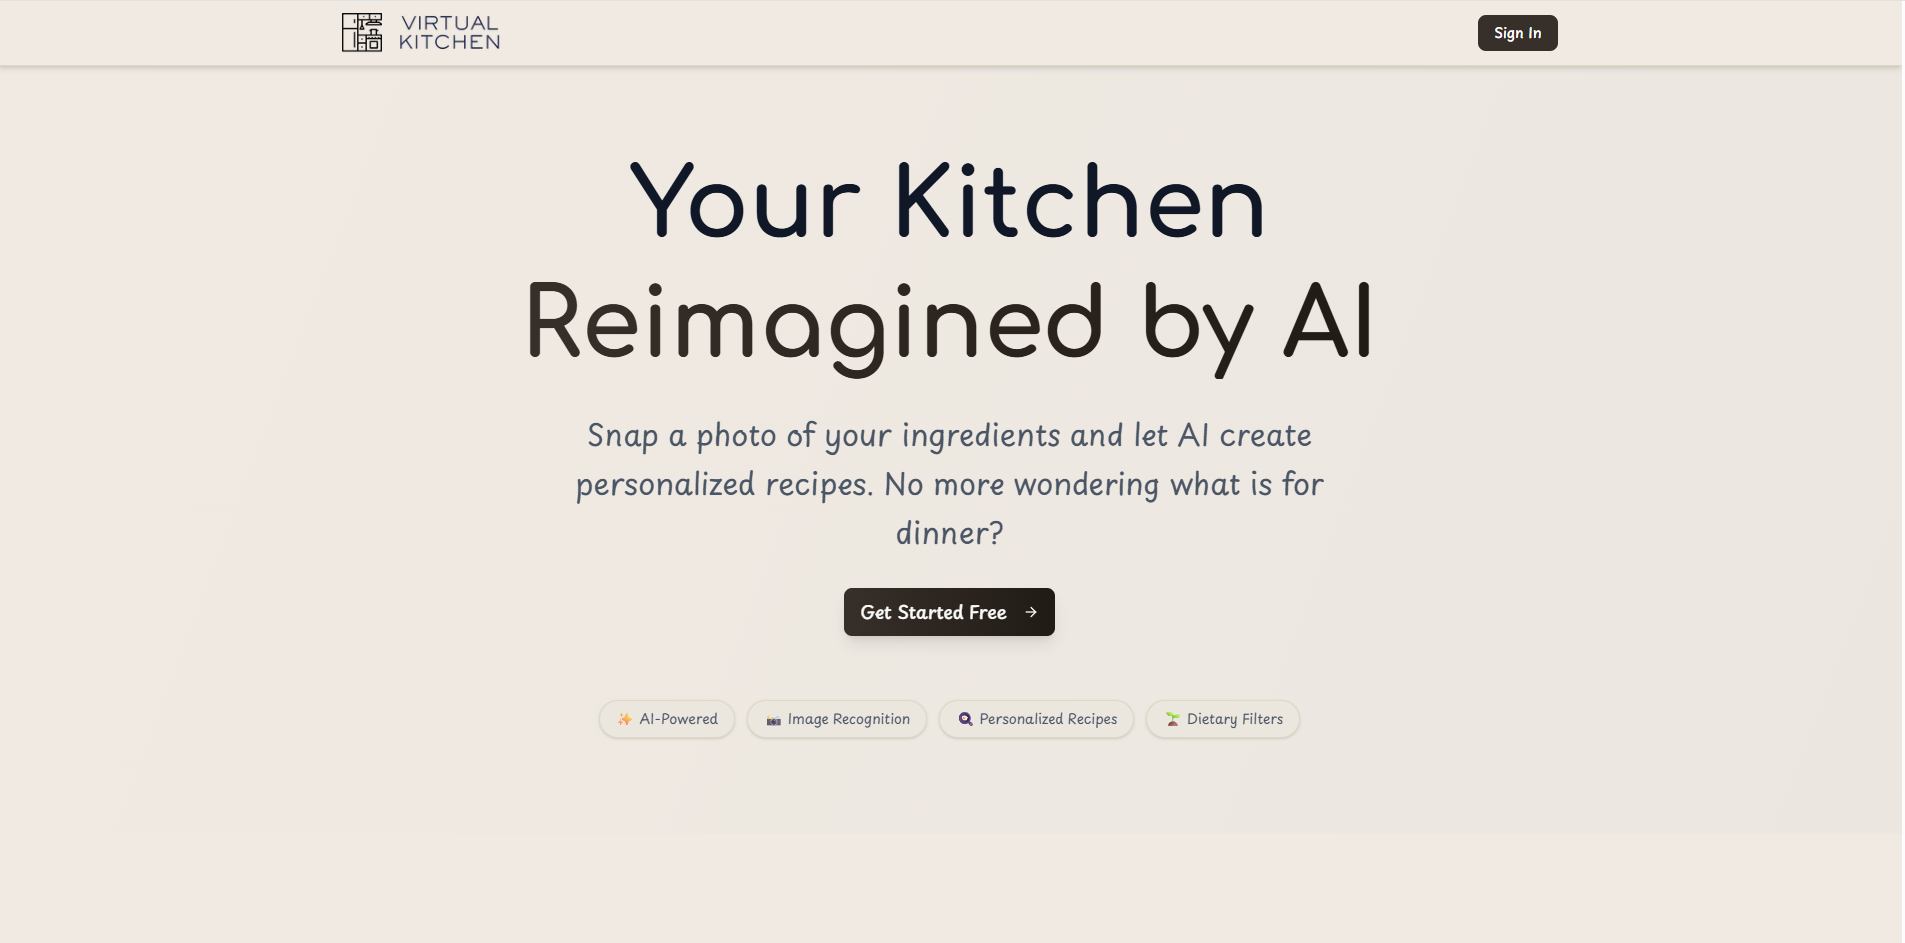 VIRTUAL
KITCHEN
Sign In
Your Kitchen
Reimagined by AI
Snap a photo of your ingredients and let AI create
personalized recipes. No more wondering what is for
dinner?
Get Started Free →
✨ AI-Powered
📸 Image Recognition
🍳 Personalized Recipes
🌱 Dietary Filters